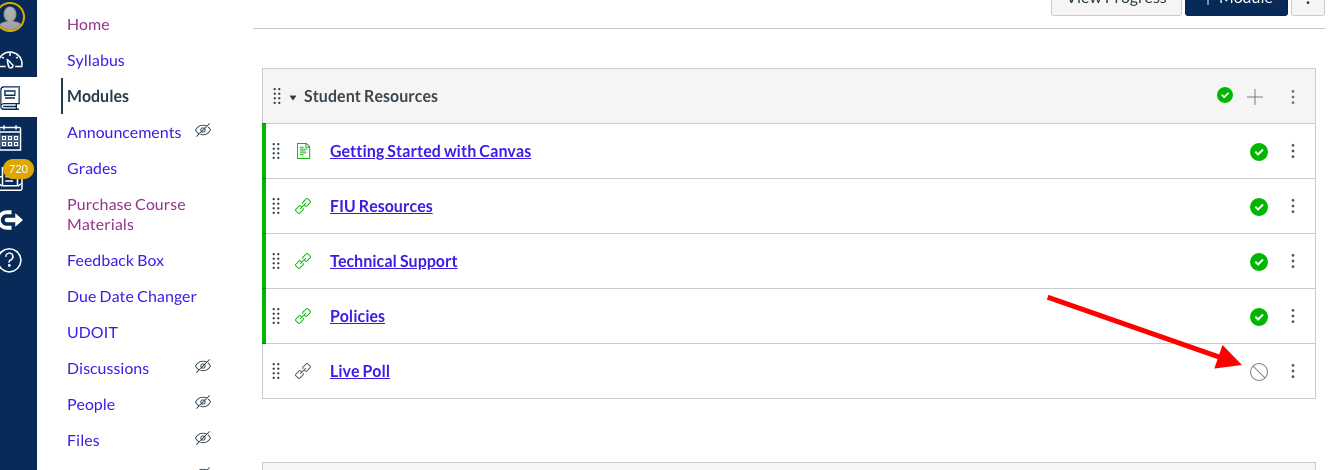 View Progress
Module
Home
Syllabus
Modules
Announcements
Grades
Purchase Course
Materials
Feedback Box
Due Date Changer
UDOIT
Discussions
People
Files
720
Student Resources
Getting Started with Canvas
FIU Resources
Technical Support
Policies
Live Poll